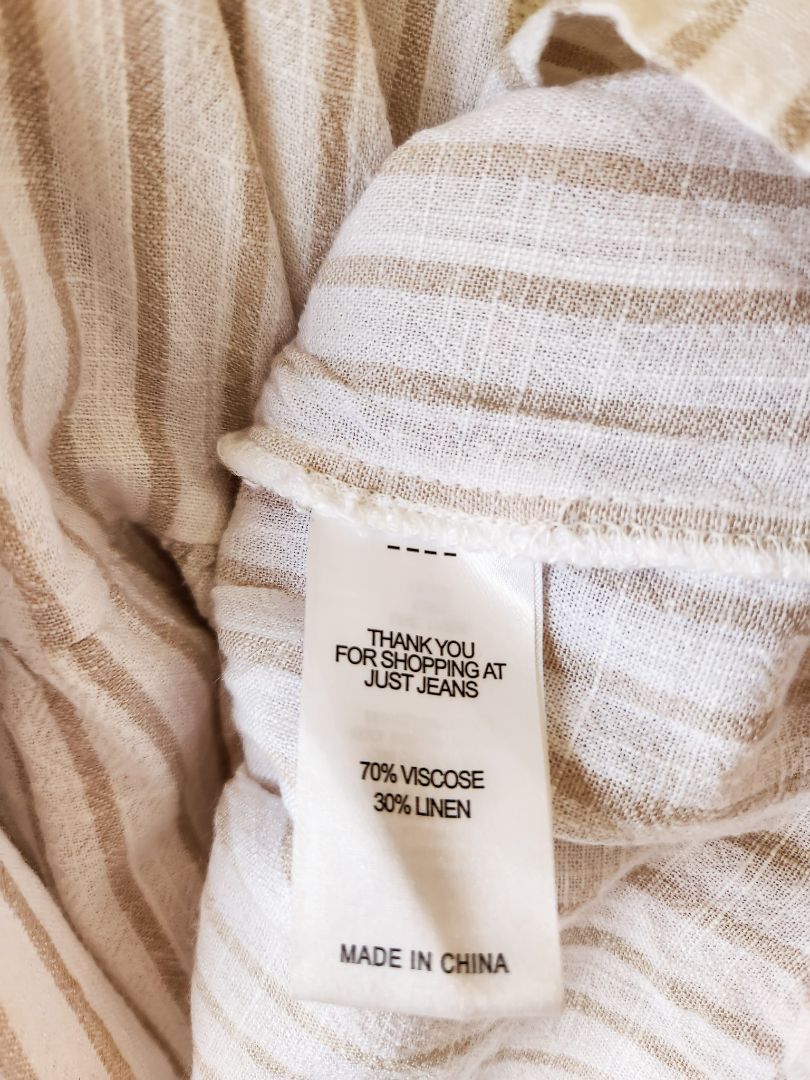 THANK YOU
FOR SHOPPING AT
JUST JEANS
70% VISCOSE
30% LINEN
MADE IN CHINA